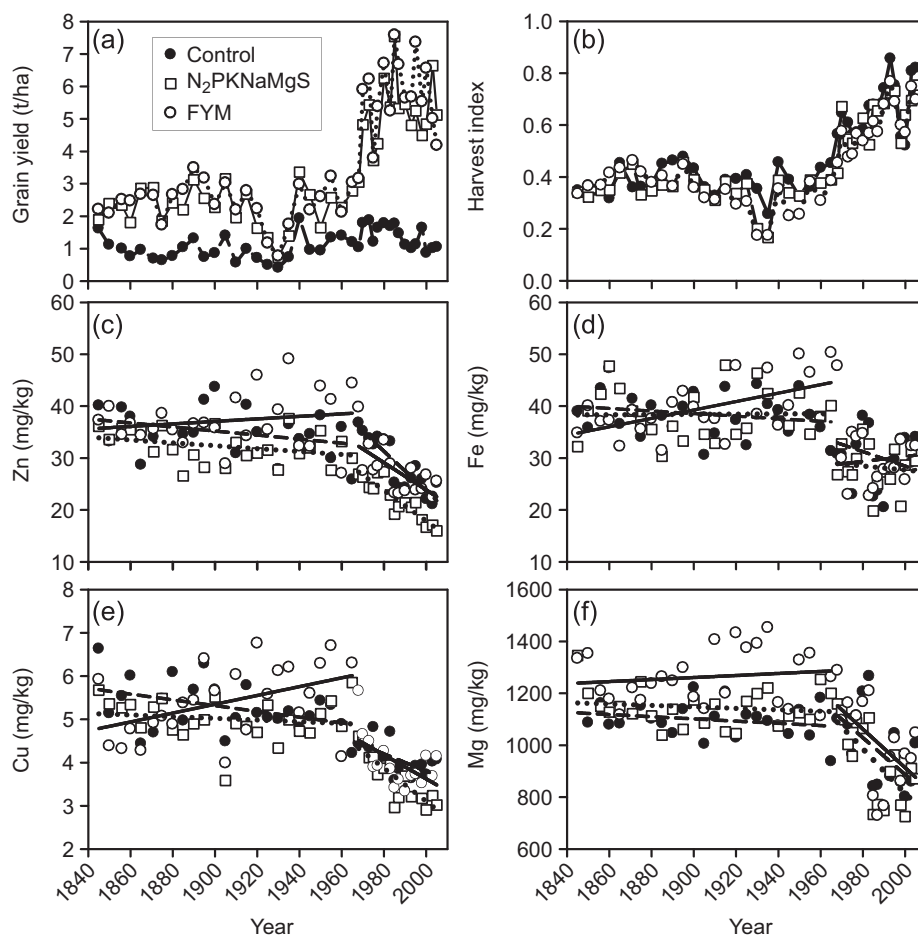 (a)
Control
N₂PKNaMgS
FYM
Grain yield (t/ha)
8
7
6
5
4
3
2
1
0
(b)
Harvest index
1.0
0.8
0.6
0.4
0.2
0.0
(c)
Zn (mg/kg)
60
50
40
30
20
10
(d)
Fe (mg/kg)
60
50
40
30
20
10
(e)
Cu (mg/kg)
8
7
6
5
4
3
2
1840 1860 1880 1900 1920 1940 1960 1980 2000
Year
(f)
Mg (mg/kg)
1600
1400
1200
1000
800
600
1840 1860 1880 1900 1920 1940 1960 1980 2000
Year